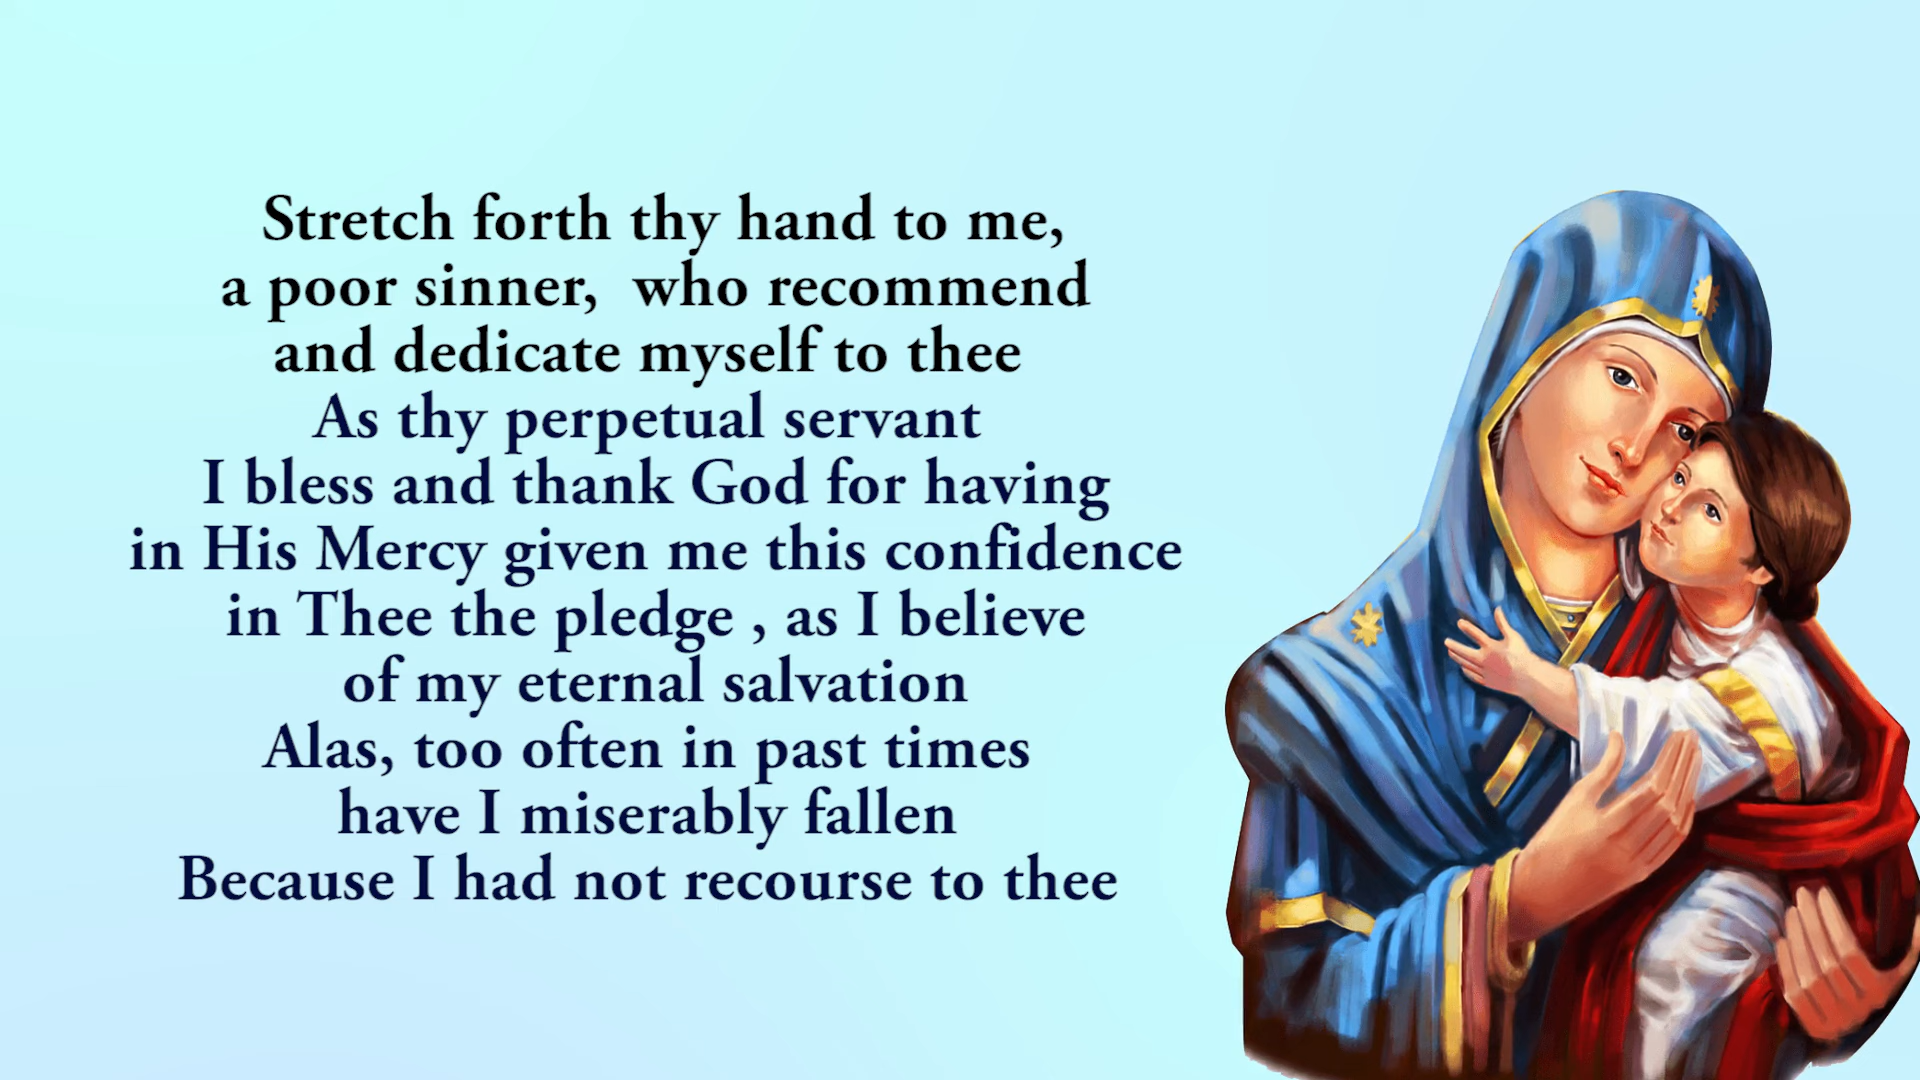 Stretch forth thy hand to me,
a poor sinner, who recommend
and dedicate myself to thee
As thy perpetual servant
I bless and thank God for having
in His Mercy given me this confidence
in Thee the pledge , as I believe
of my eternal salvation
Alas, too often in past times
have I miserably fallen
Because I had not recourse to thee